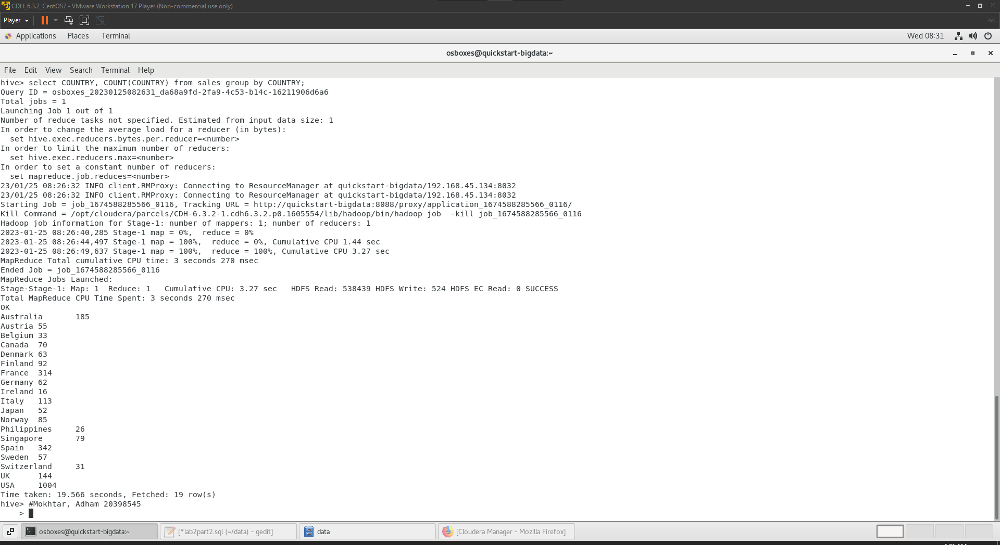 CDH_6.3.2_CentOS7 - VMware Workstation 17 Player (Non-commercial use only)
Player
Applications Places Terminal Wed 08:31
osboxes@quickstart-bigdata:~
File Edit View Search Terminal Help
hive> select COUNTRY, COUNT(COUNTRY) from sales group by COUNTRY;
Query ID = osboxes_20230125082631_da68a9fd-2fa9-4c53-b14c-16211906d6a6
Total jobs = 1
Launching Job 1 out of 1
Number of reduce tasks not specified. Estimated from input data size: 1
In order to change the average load for a reducer (in bytes):
  set hive.exec.reducers.bytes.per.reducer=<number>
In order to limit the maximum number of reducers:
  set hive.exec.reducers.max=<number>
In order to set a constant number of reducers:
  set mapreduce.job.reduces=<number>
23/01/25 08:26:32 INFO client.RMProxy: Connecting to ResourceManager at quickstart-bigdata/192.168.45.134:8032
23/01/25 08:26:32 INFO client.RMProxy: Connecting to ResourceManager at quickstart-bigdata/192.168.45.134:8032
Starting Job = job_1674588285566_0116, Tracking URL = http://quickstart-bigdata:8088/proxy/application_1674588285566_0116/
Kill Command = /opt/cloudera/parcels/CDH-6.3.2-1.cdh6.3.2.p0.1605554/lib/hadoop/bin/hadoop job  -kill job_1674588285566_0116
Hadoop job information for Stage-1: number of mappers: 1; number of reducers: 1
2023-01-25 08:26:40,285 Stage-1 map = 0%,  reduce = 0%
2023-01-25 08:26:44,497 Stage-1 map = 100%,  reduce = 0%, Cumulative CPU 1.44 sec
2023-01-25 08:26:49,637 Stage-1 map = 100%,  reduce = 100%, Cumulative CPU 3.27 sec
MapReduce Total cumulative CPU time: 3 seconds 270 msec
Ended Job = job_1674588285566_0116
MapReduce Jobs Launched:
Stage-Stage-1: Map: 1  Reduce: 1   Cumulative CPU: 3.27 sec   HDFS Read: 538439 HDFS Write: 524 HDFS EC Read: 0 SUCCESS
Total MapReduce CPU Time Spent: 3 seconds 270 msec
OK
Australia 185
Austria 55
Belgium 33
Canada 70
Denmark 63
Finland 92
France 314
Germany 62
Ireland 16
Italy 113
Japan 52
Norway 85
Philippines 26
Singapore 79
Spain 342
Sweden 57
Switzerland 31
UK 144
USA 1004
Time taken: 19.566 seconds, Fetched: 19 row(s)
hive> #Mokhtar, Adham 20398545
    >
osboxes@quickstart-bigdata:~ [*lab2part2.sql (~/data) - gedit] data [Cloudera Manager - Mozilla Firefox]